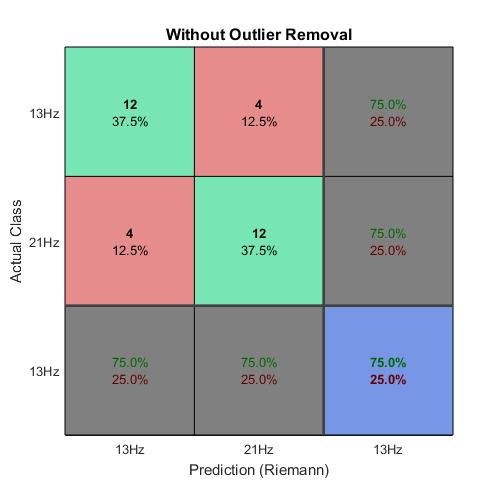 Without Outlier Removal
13Hz
12
37.5%
4
12.5%
75.0%
25.0%
Actual Class
21Hz
4
12.5%
12
37.5%
75.0%
25.0%
13Hz
75.0%
25.0%
75.0%
25.0%
75.0%
25.0%
13Hz
21Hz
13Hz
Prediction (Riemann)